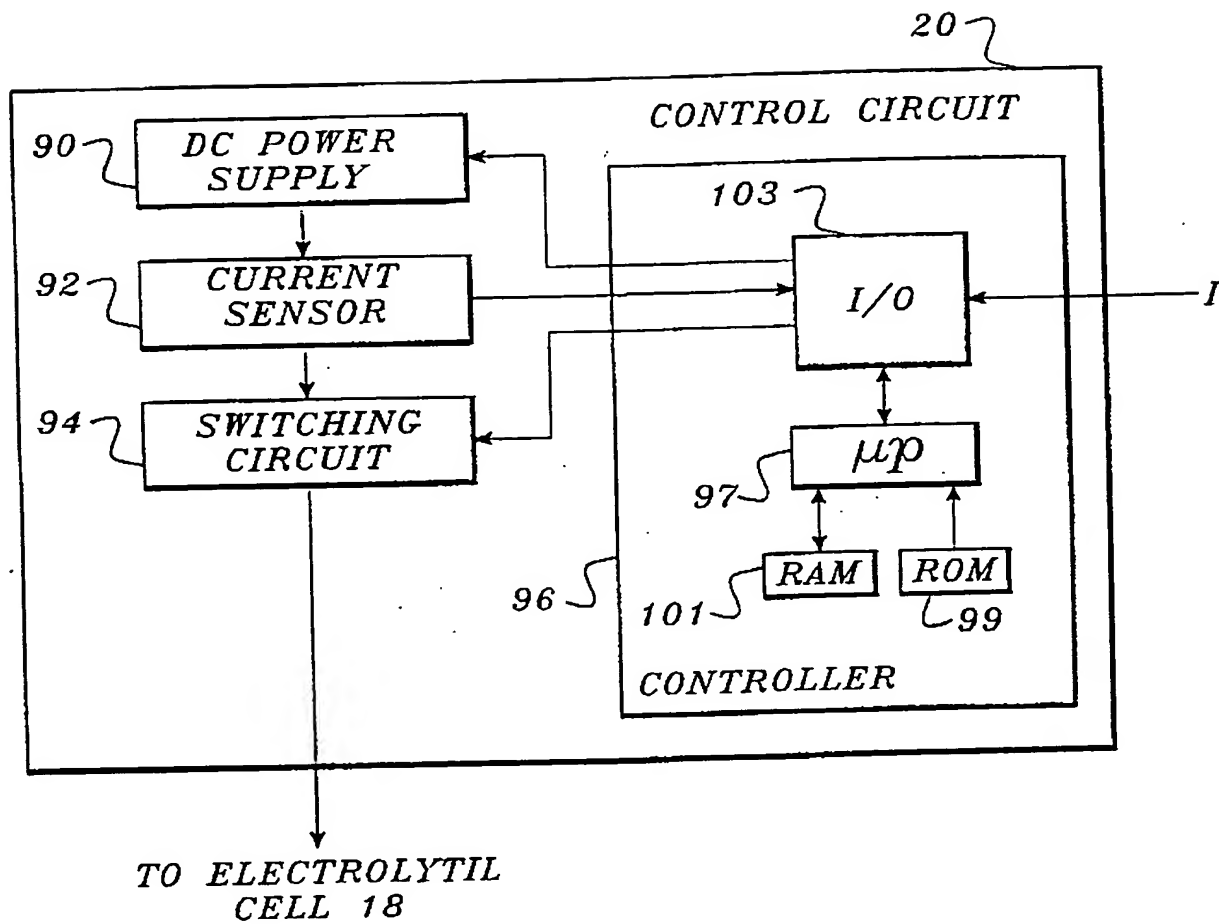 20
CONTROL CIRCUIT
90
DC POWER
SUPPLY
103
92
CURRENT
SENSOR
I/O
I
94
SWITCHING
CIRCUIT
μp
97
96
101
RAM
ROM
99
CONTROLLER
TO ELECTROLYTIL
CELL 18